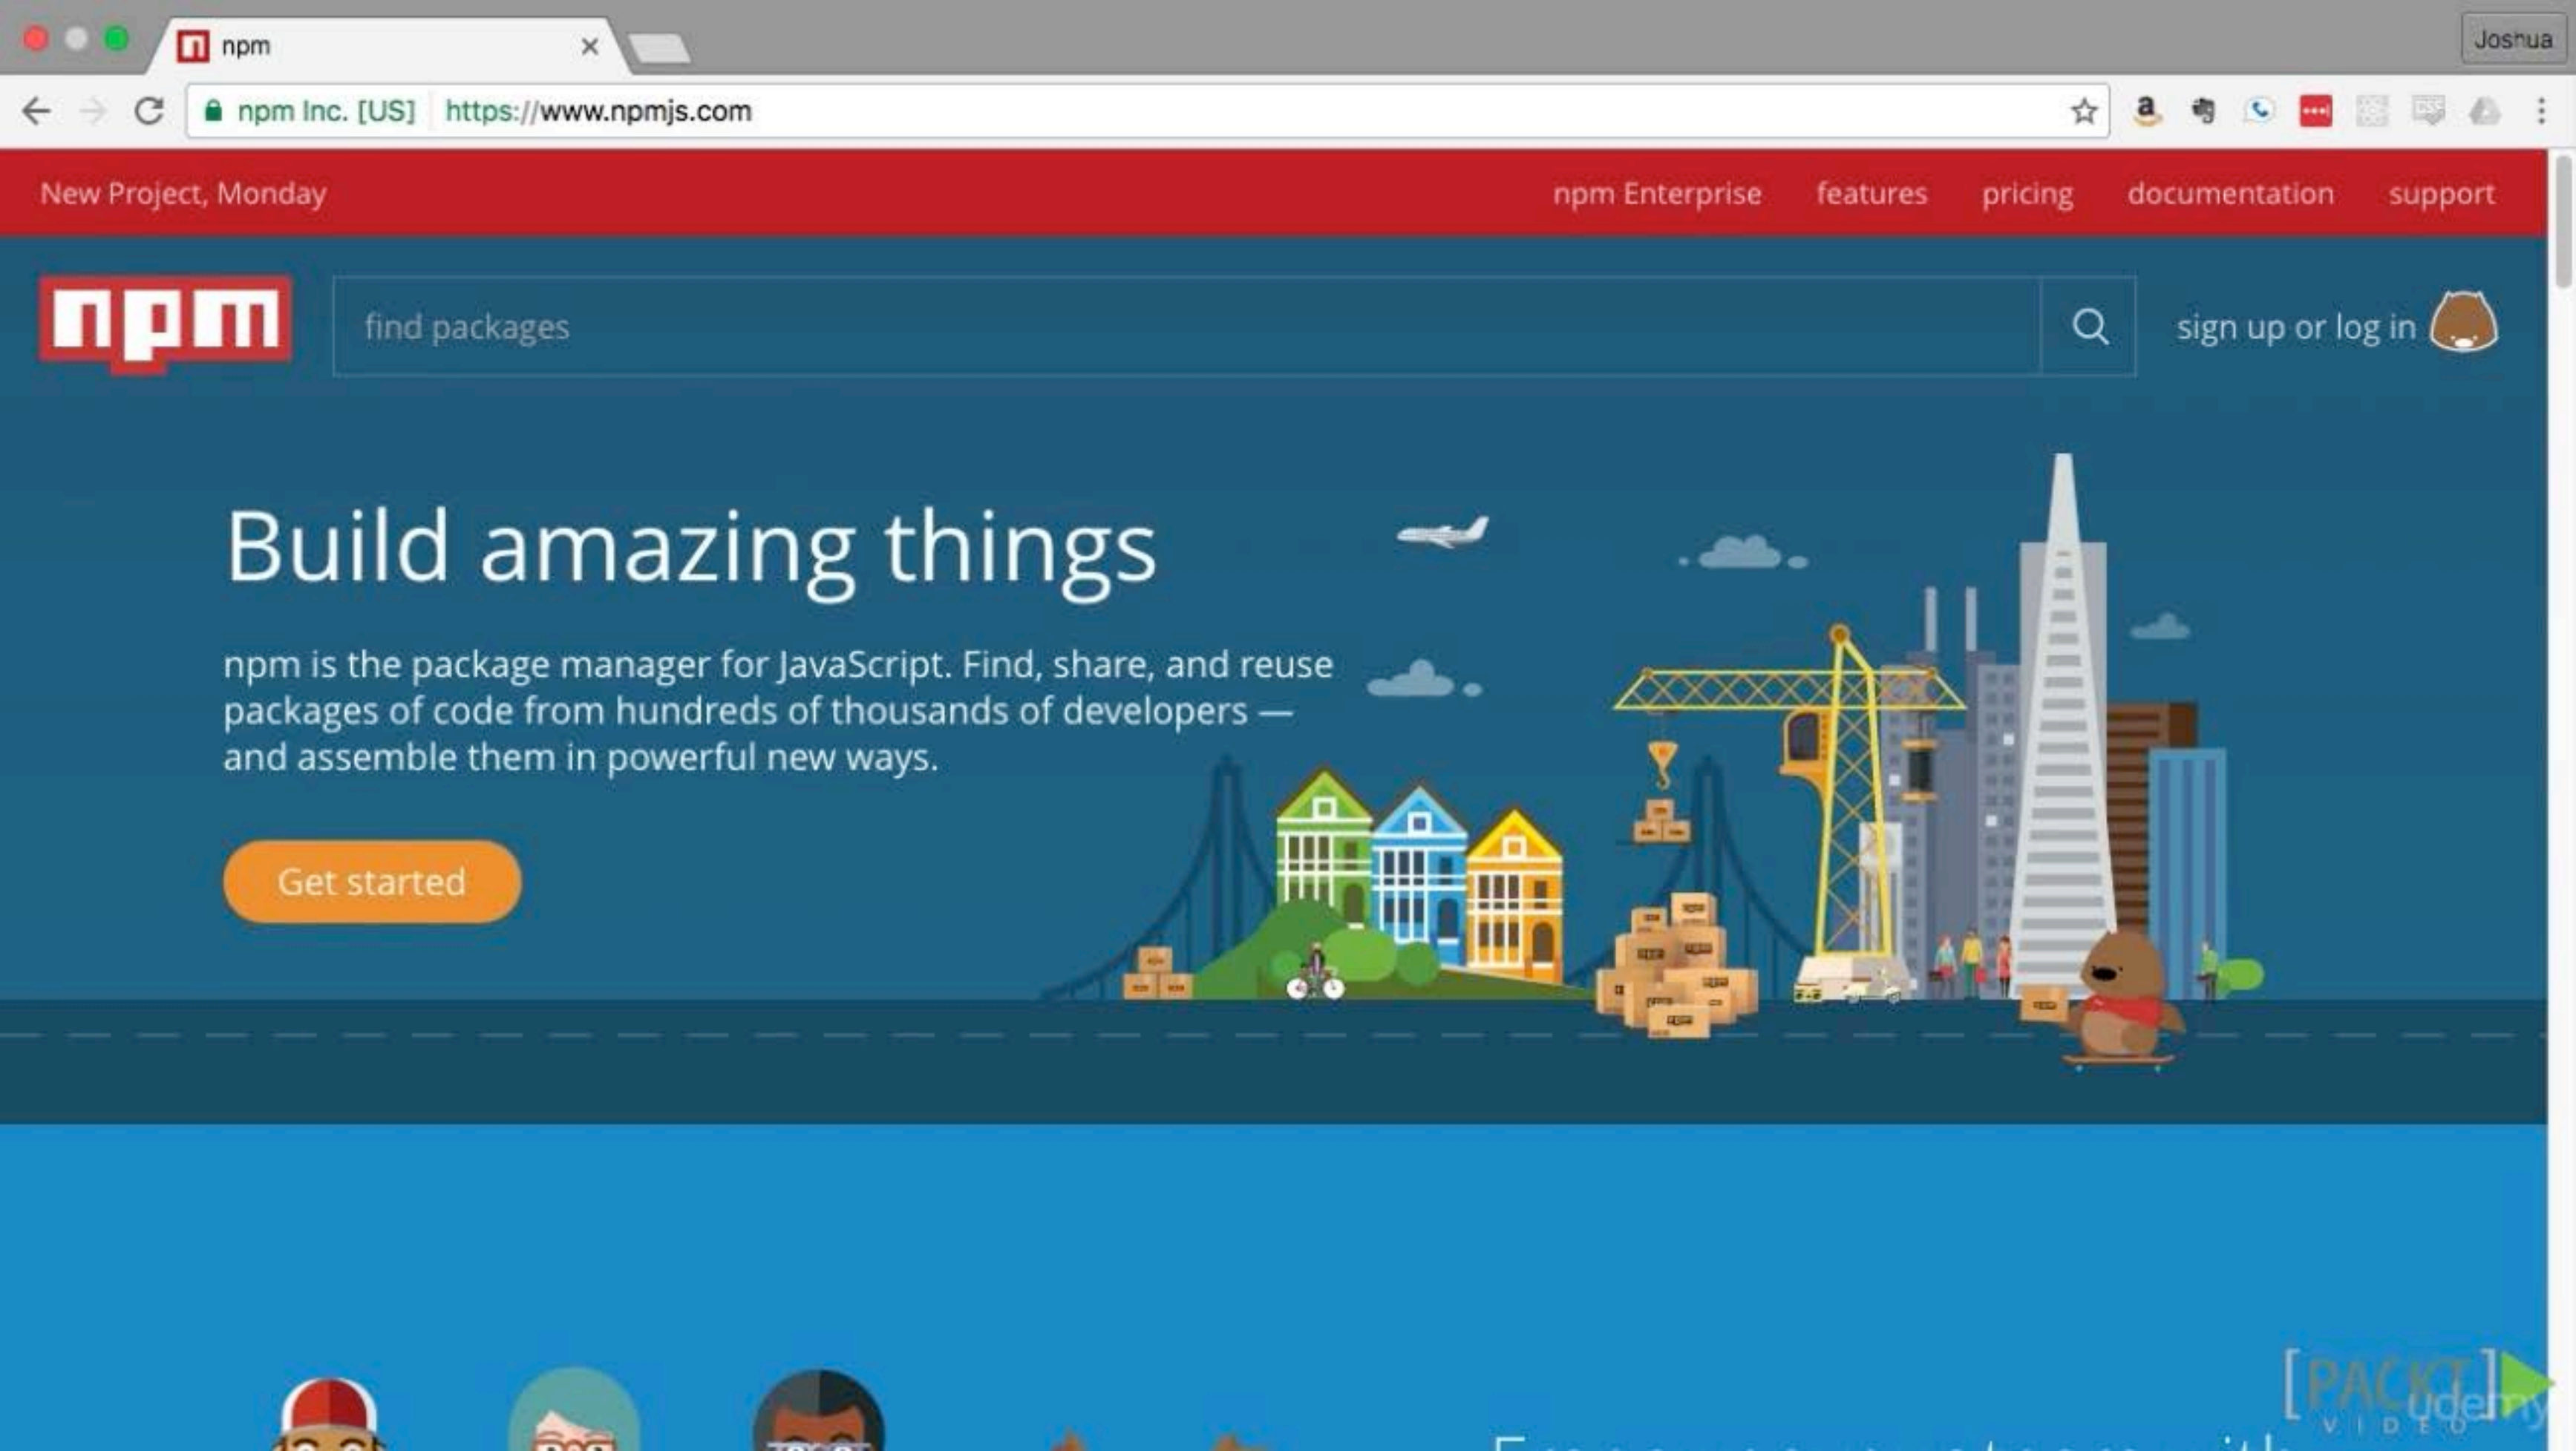 npm
Joshua
npm Inc. [US] https://www.npmjs.com
New Project, Monday
npm Enterprise features pricing documentation support
npm
find packages
sign up or log in
Build amazing things
npm is the package manager for JavaScript. Find, share, and reuse
packages of code from hundreds of thousands of developers —
and assemble them in powerful new ways.
Get started
[PACKT]
VIDEO
udemy